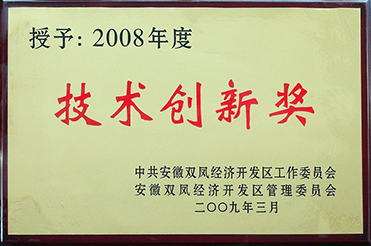 授予：2008年度
技术创新奖
中共安徽双凤经济开发区工作委员会
安徽双凤经济开发区管理委员会
二〇〇九年三月